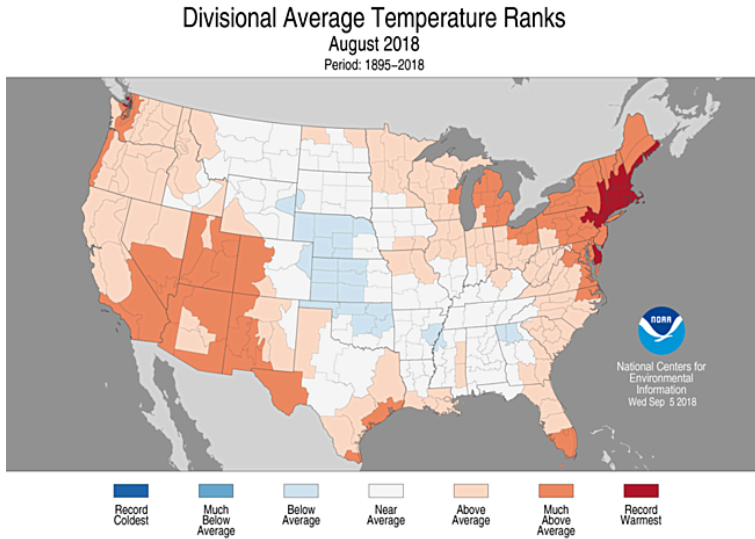 Divisional Average Temperature Ranks
August 2018
Period: 1895–2018
NOAA
National Centers for
Environmental
Information
Wed Sep 5 2018
Record
Coldest
Much
Below
Average
Below
Average
Near
Average
Above
Average
Much
Above
Average
Record
Warmest